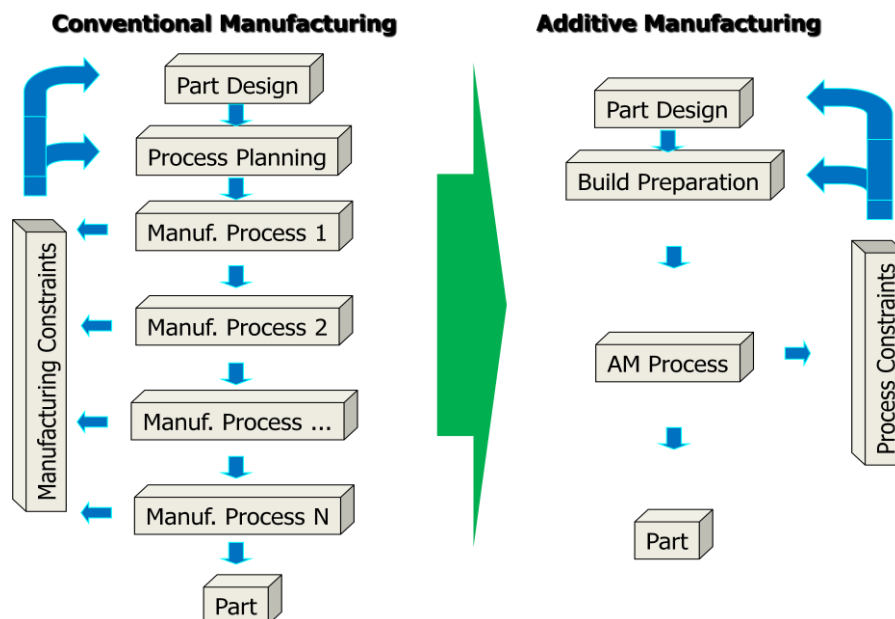 Conventional Manufacturing
Part Design
Process Planning
Manuf. Process 1
Manuf. Process 2
Manuf. Process ...
Manuf. Process N
Part
Manufacturing Constraints
Additive Manufacturing
Part Design
Build Preparation
AM Process
Part
Process Constraints